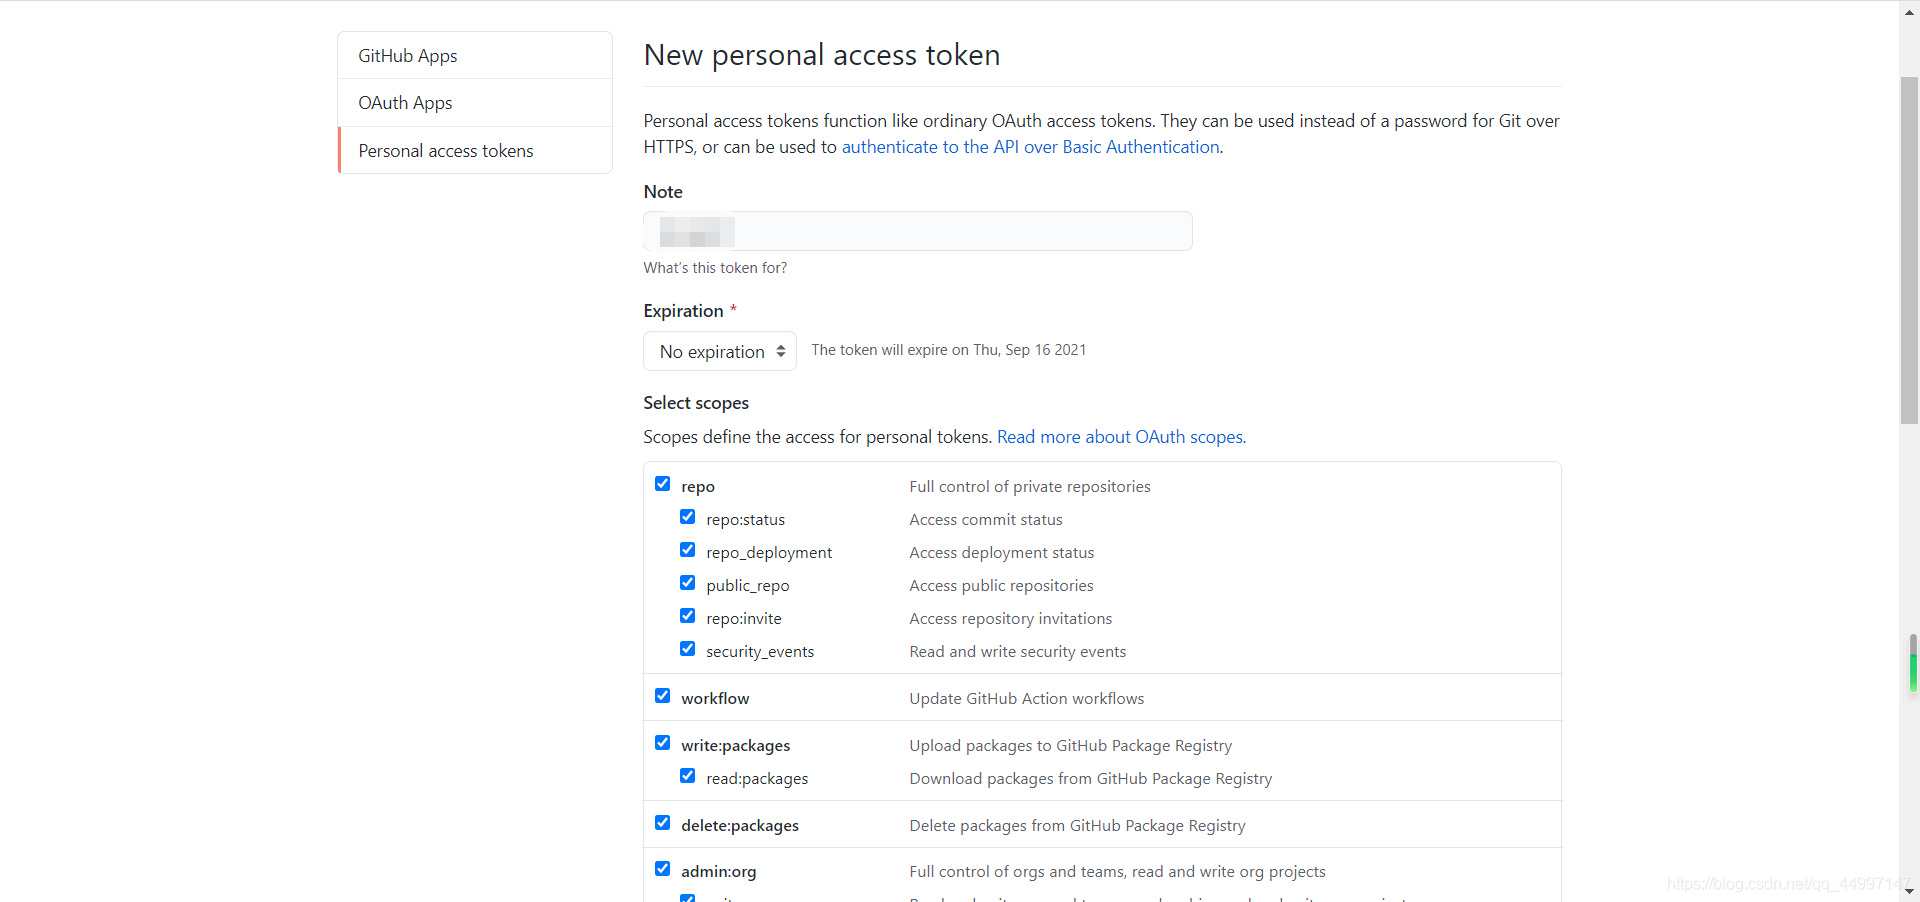 GitHub Apps
OAuth Apps
Personal access tokens
New personal access token
Personal access tokens function like ordinary OAuth access tokens. They can be used instead of a password for Git over
HTTPS, or can be used to authenticate to the API over Basic Authentication.
Note
What's this token for?
Expiration *
No expiration
The token will expire on Thu, Sep 16 2021
Select scopes
Scopes define the access for personal tokens. Read more about OAuth scopes.
repo Full control of private repositories
repo:status Access commit status
repo_deployment Access deployment status
public_repo Access public repositories
repo:invite Access repository invitations
security_events Read and write security events
workflow Update GitHub Action workflows
write:packages Upload packages to GitHub Package Registry
read:packages Download packages from GitHub Package Registry
delete:packages Delete packages from GitHub Package Registry
admin:org Full control of orgs and teams, read and write org projects
https://blog.csdn.net/qq_44997147